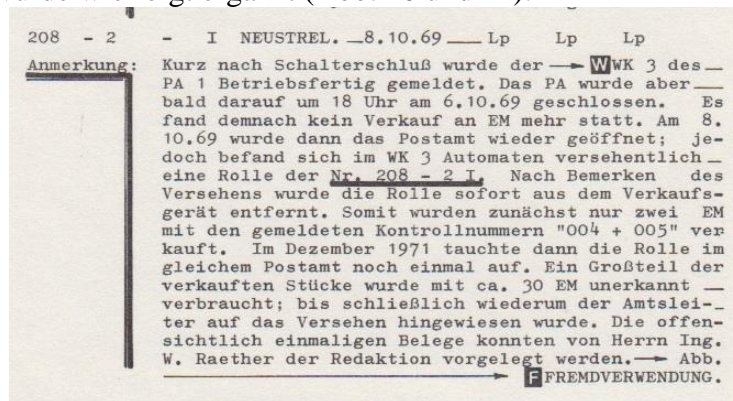 208 - 2 - I NEUSTREL. 8.10.69 Lp Lp Lp
Anmerkung: Kurz nach Schalterschluß wurde der → WWK 3 des
PA 1 Betriebsfertig gemeldet. Das PA wurde aber
bald darauf um 18 Uhr am 6.10.69 geschlossen. Es
fand demnach kein Verkauf an EM mehr statt. Am 8.
10.69 wurde dann das Postamt wieder geöffnet; je-
doch befand sich im WK 3 Automaten versehentlich
eine Rolle der Nr. 208 - 2 I. Nach Bemerken des
Versehens wurde die Rolle sofort aus dem Verkaufs-
gerät entfernt. Somit wurden zunächst nur zwei EM
mit den gemeldeten Kontrollnummern "004 + 005" ver
kauft. Im Dezember 1971 tauchte dann die Rolle im
gleichem Postamt noch einmal auf. Ein Großteil der
verkauften Stücke wurde mit ca. 30 EM unerkannt
verbraucht; bis schließlich wiederum der Amtslei-
ter auf das Versehen hingewiesen wurde. Die offen-
sichtlich einmaligen Belege konnten von Herrn Ing.
W. Raether der Redaktion vorgelegt werden.→ Abb.
→ FFREMDVERWENDUNG.